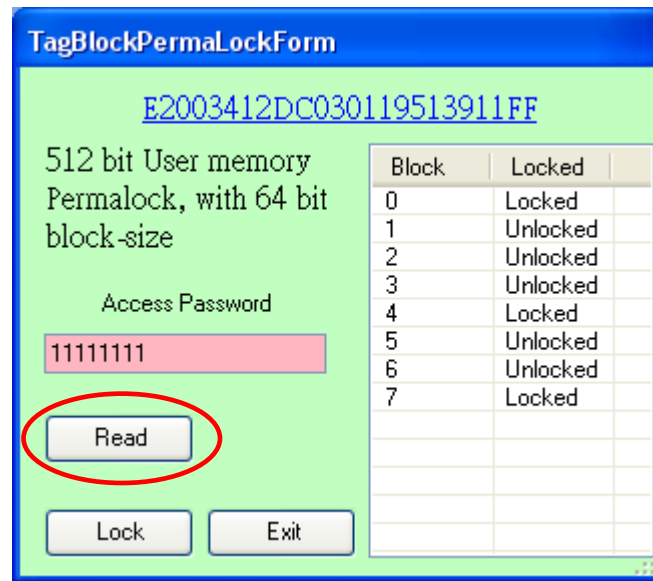 TagBlockPermaLockForm
E2003412DC030119513911FF
512 bit User memory
Permalock, with 64 bit
block-size
Access Password
11111111
Read
Lock Exit
Block Locked
0 Locked
1 Unlocked
2 Unlocked
3 Unlocked
4 Locked
5 Unlocked
6 Unlocked
7 Locked